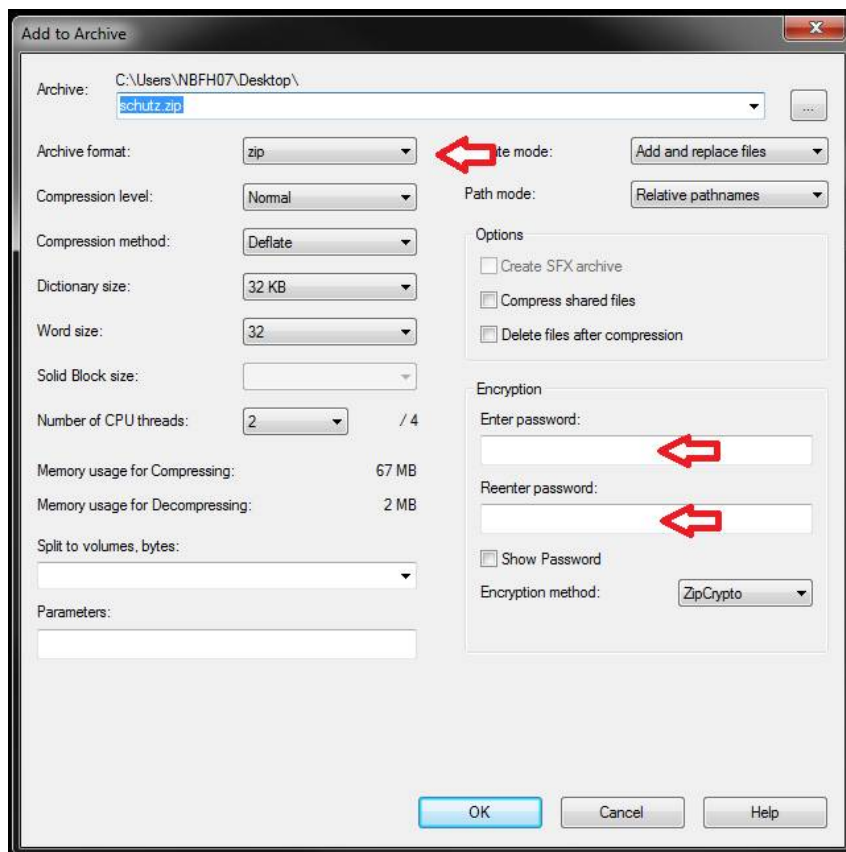 Add to Archive
Archive: C:\Users\NBFH07\Desktop\
schutz.zip
...
Archive format: zip
Compression level: Normal
Compression method: Deflate
Dictionary size: 32 KB
Word size: 32
Solid Block size:
Number of CPU threads: 2 / 4
Memory usage for Compressing: 67 MB
Memory usage for Decompressing: 2 MB
Split to volumes, bytes:
Parameters:
te mode: Add and replace files
Path mode: Relative pathnames
Options
Create SFX archive
Compress shared files
Delete files after compression
Encryption
Enter password:
Reenter password:
Show Password
Encryption method: ZipCrypto
OK Cancel Help